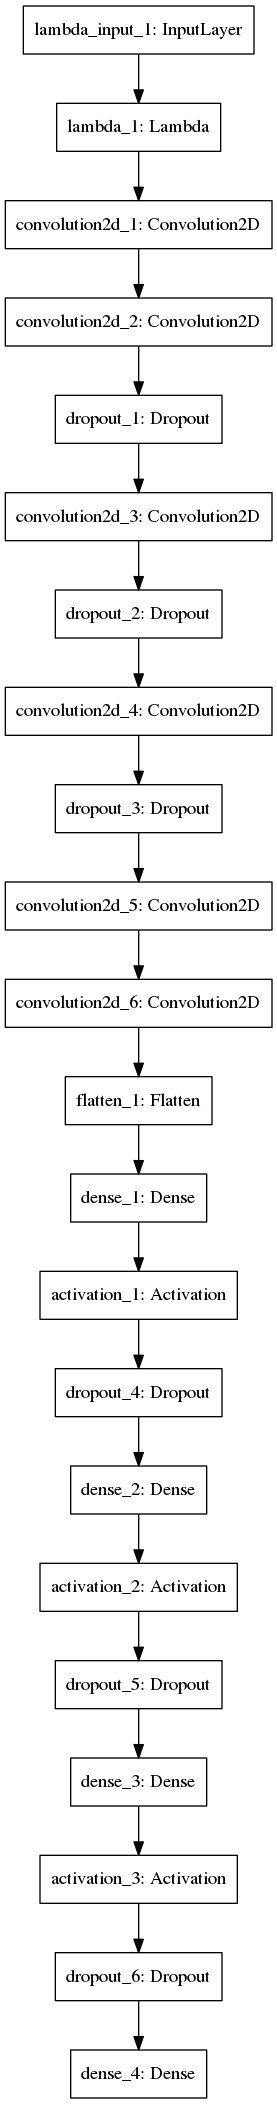 lambda_input_1: InputLayer
lambda_1: Lambda
convolution2d_1: Convolution2D
convolution2d_2: Convolution2D
dropout_1: Dropout
convolution2d_3: Convolution2D
dropout_2: Dropout
convolution2d_4: Convolution2D
dropout_3: Dropout
convolution2d_5: Convolution2D
convolution2d_6: Convolution2D
flatten_1: Flatten
dense_1: Dense
activation_1: Activation
dropout_4: Dropout
dense_2: Dense
activation_2: Activation
dropout_5: Dropout
dense_3: Dense
activation_3: Activation
dropout_6: Dropout
dense_4: Dense